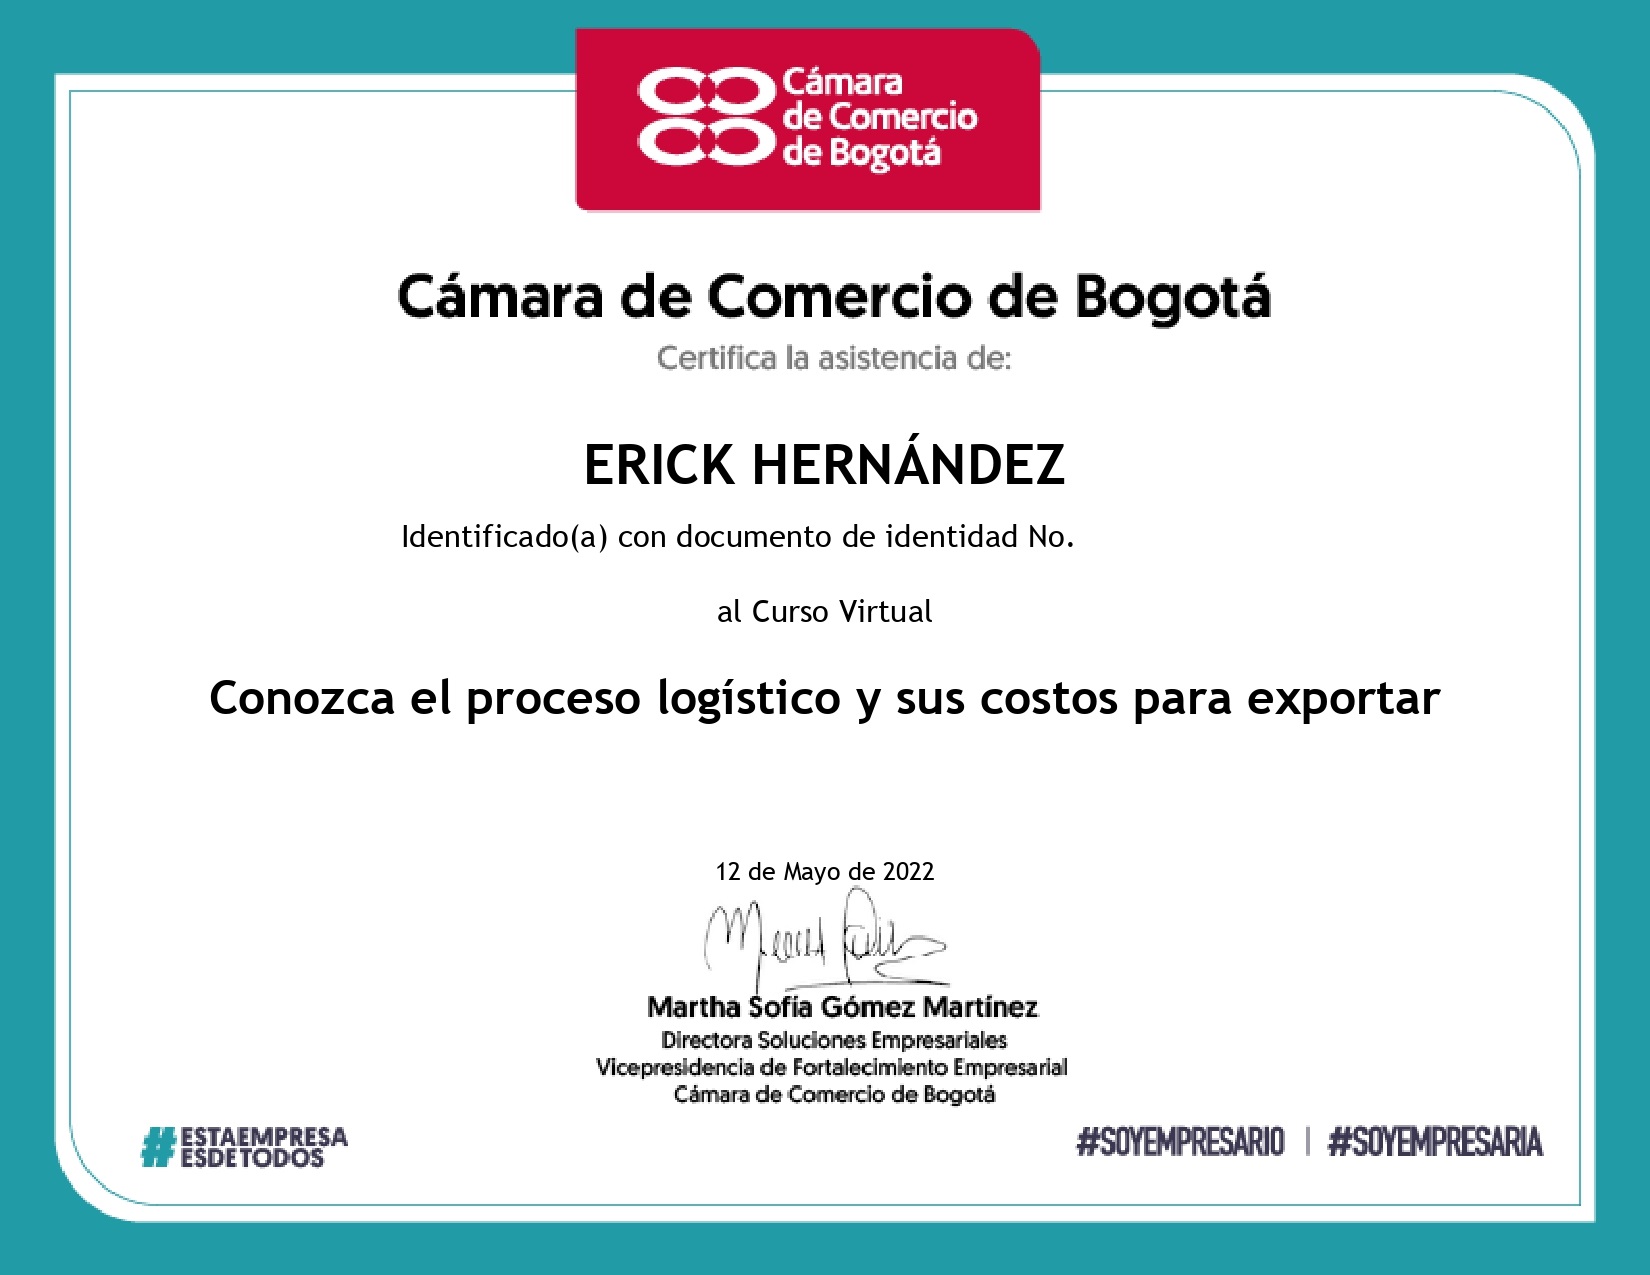 Cámara
de Comercio
de Bogotá
Cámara de Comercio de Bogotá
Certifica la asistencia de:
ERICK HERNÁNDEZ
Identificado(a) con documento de identidad No.
al Curso Virtual
Conozca el proceso logístico y sus costos para exportar
12 de Mayo de 2022
Martha Sofía Gómez Martínez
Directora Soluciones Empresariales
Vicepresidencia de Fortalecimiento Empresarial
Cámara de Comercio de Bogotá
#ESTAEMPRESA
ESDETODOS
#SOYEMPRESARIO | #SOYEMPRESARIA